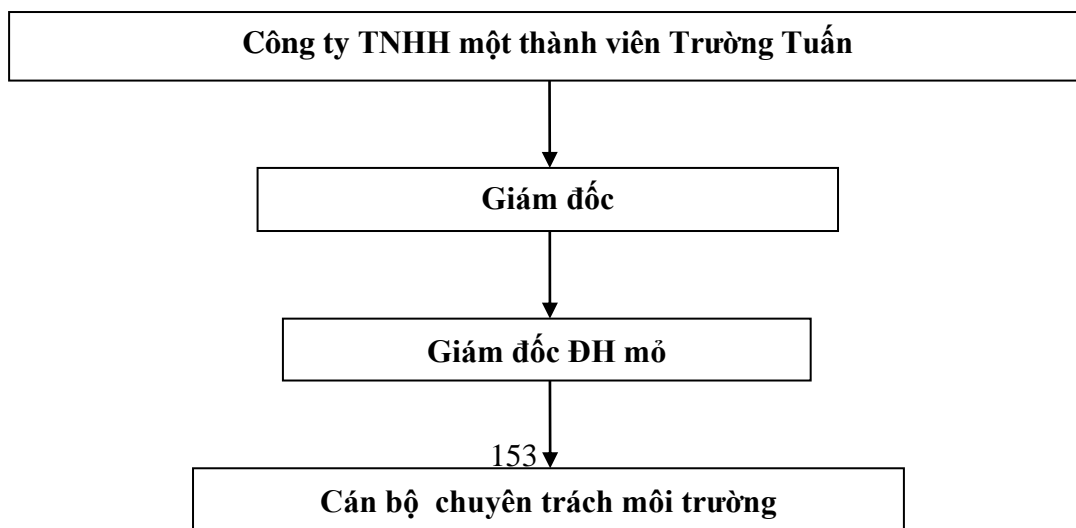 Công ty TNHH một thành viên Trường Tuấn
Giám đốc
Giám đốc ĐH mỏ
153
Cán bộ chuyên trách môi trường